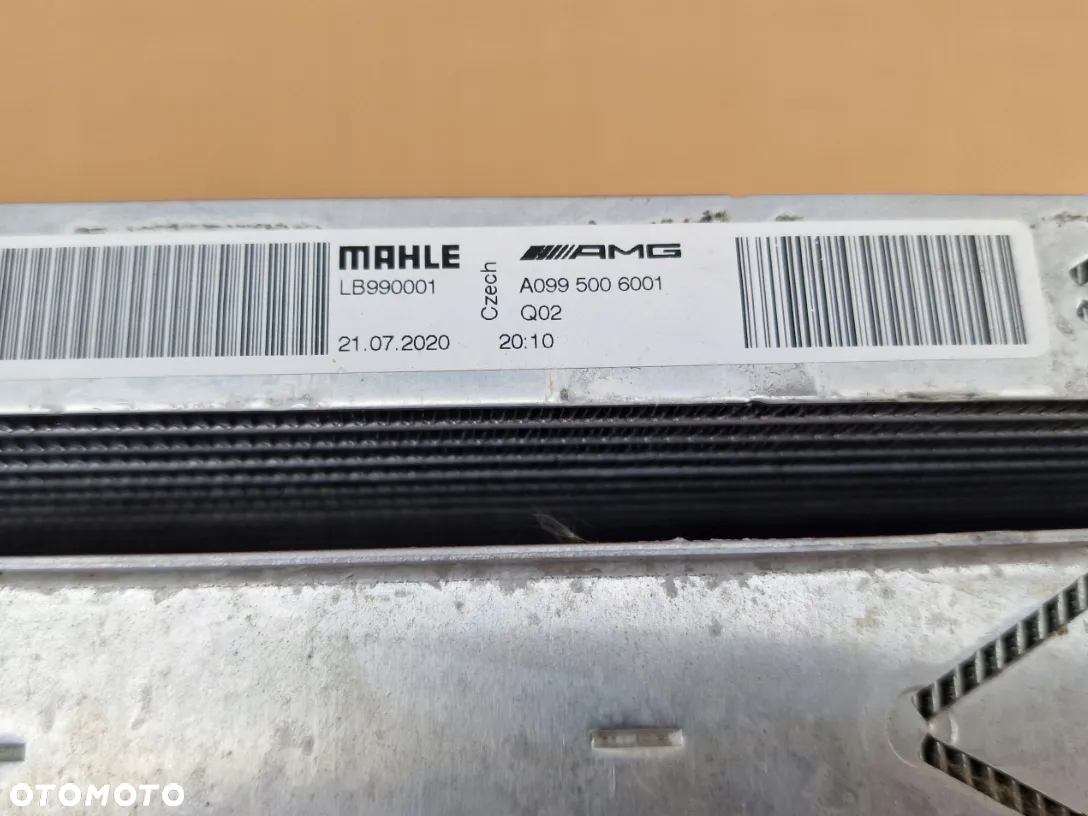 MAHLE
LB990001
Czech
AMG
A099 500 6001
Q02
21.07.2020 20:10
OTOMOTO